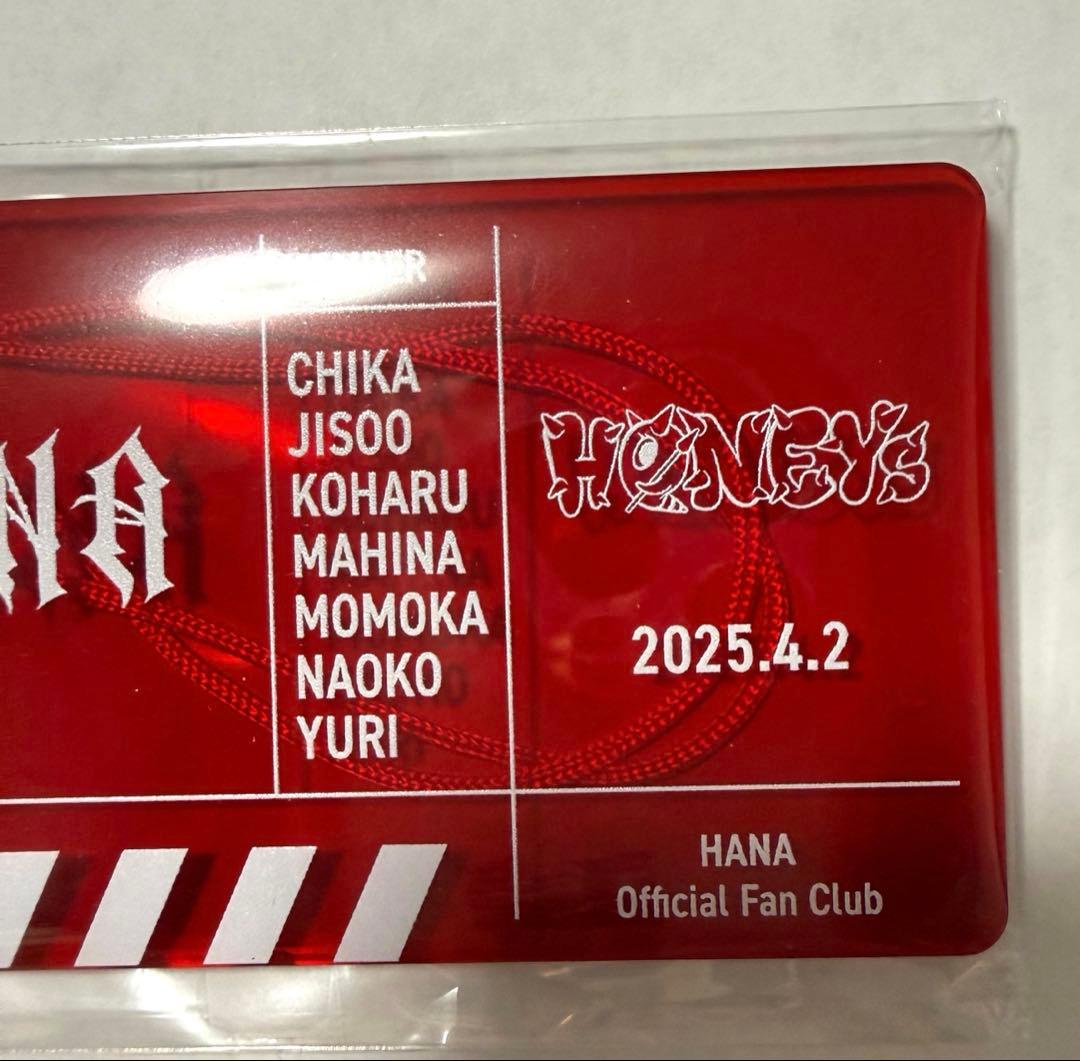 CHIKA
JISOO
KOHARU
MAHINA
MOMOKA
NAOKO
YURI
HONEYs
2025.4.2
HANA
Official Fan Club